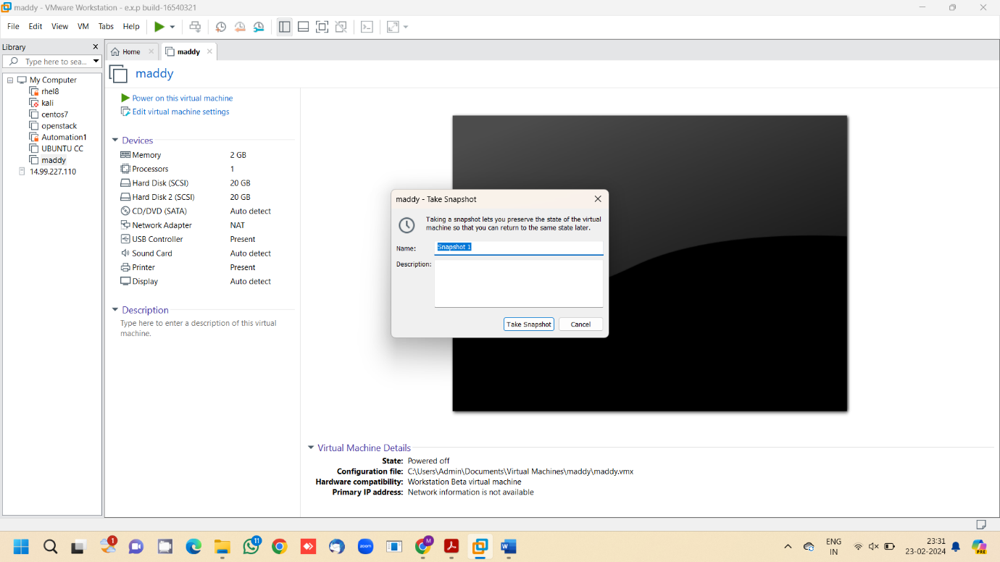 maddy - VMware Workstation - e.x.p build-16540321
File Edit View VM Tabs Help
Library
Type here to sea...
My Computer
rhel8
kali
centos7
openstack
Automation1
UBUNTU CC
maddy
14.99.227.110
Home maddy
maddy
Power on this virtual machine
Edit virtual machine settings
Devices
Memory 2 GB
Processors 1
Hard Disk (SCSI) 20 GB
Hard Disk 2 (SCSI) 20 GB
CD/DVD (SATA) Auto detect
Network Adapter NAT
USB Controller Present
Sound Card Auto detect
Printer Present
Display Auto detect
Description
Type here to enter a description of this virtual
machine.
maddy - Take Snapshot
Taking a snapshot lets you preserve the state of the virtual
machine so that you can return to the same state later.
Name: Snapshot 1
Description:
Take Snapshot Cancel
Virtual Machine Details
State: Powered off
Configuration file: C:\Users\Admin\Documents\Virtual Machines\maddy\maddy.vmx
Hardware compatibility: Workstation Beta virtual machine
Primary IP address: Network information is not available
1
11
zoom
M
W
ENG
IN
23:31
23-02-2024
PRE